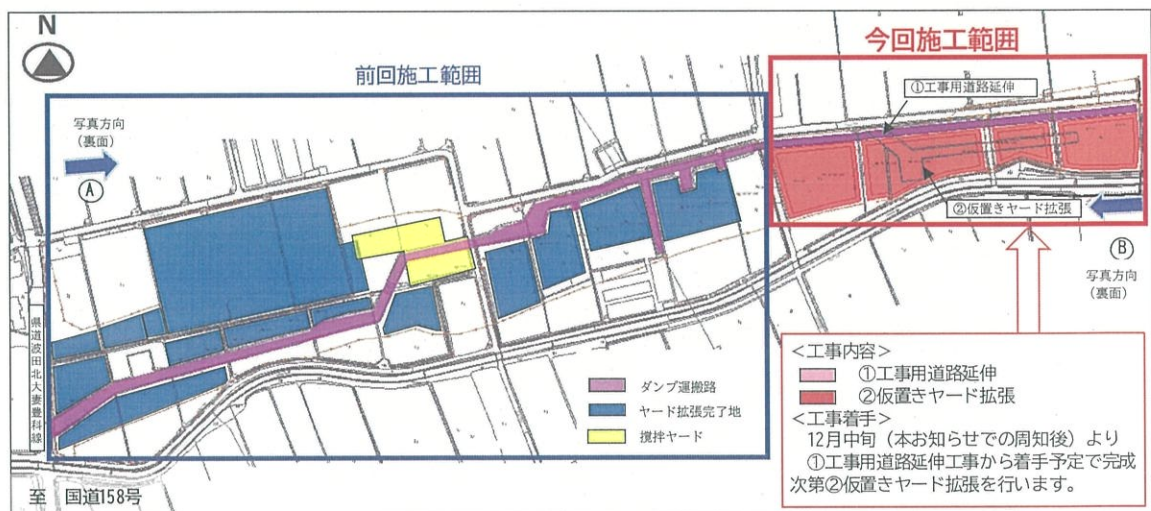 N
今回施工範囲
前回施工範囲
①工事用道路延伸
写真方向
(裏面)
Ⓐ
②仮置きヤード拡張
Ⓑ
写真方向
(裏面)
県道波田北大妻豊科線
ダンプ運搬路
ヤード拡張完了地
攪拌ヤード
至 国道158号
<工事内容>
①工事用道路延伸
②仮置きヤード拡張
<工事着手>
12月中旬(本お知らせでの周知後)より
①工事用道路延伸工事から着手予定で完成
次第②仮置きヤード拡張を行います。